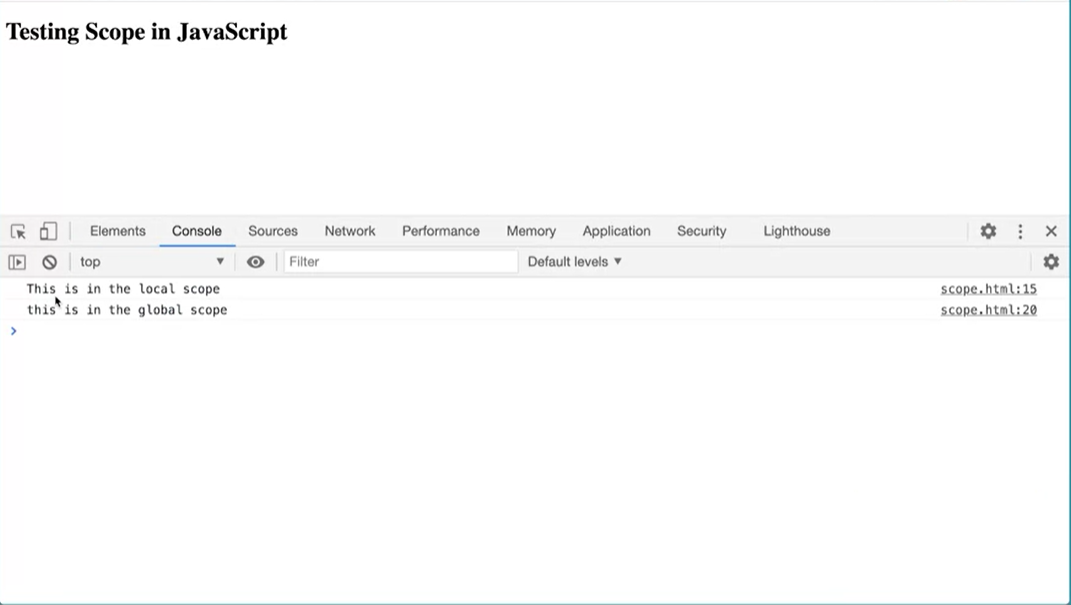 Testing Scope in JavaScript
Elements Console Sources Network Performance Memory Application Security Lighthouse
top Filter Default levels
This is in the local scope scope.html:15
this is in the global scope scope.html:20